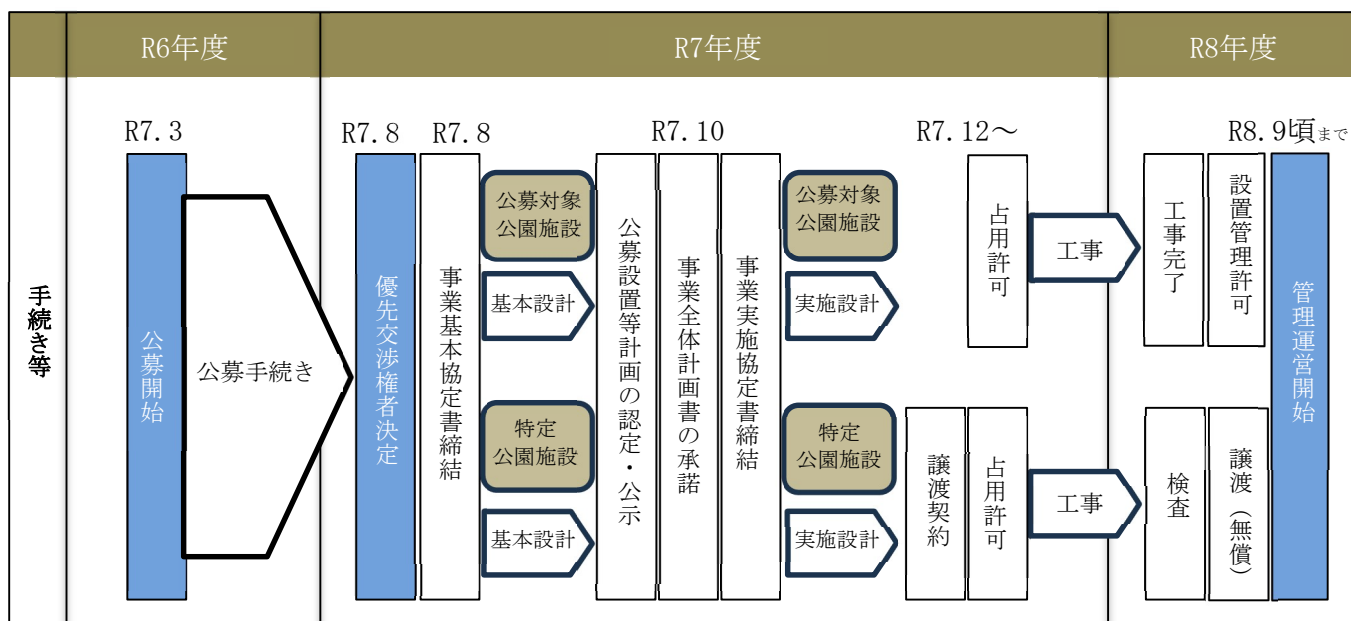 R6年度
R7年度
R8年度
手続き等
R7.3
公募開始
公募手続き
R7.8
優先交渉権者決定
R7.8
事業基本協定書締結
公募対象
公園施設
基本設計
特定
公園施設
基本設計
R7.10
公募設置等計画の認定・公示
事業全体計画書の承諾
事業実施協定書締結
公募対象
公園施設
実施設計
特定
公園施設
実施設計
R7.12～
占用許可
工事
譲渡契約
占用許可
工事
R8.9頃まで
工事完了
設置管理許可
検査
譲渡（無償）
管理運営開始